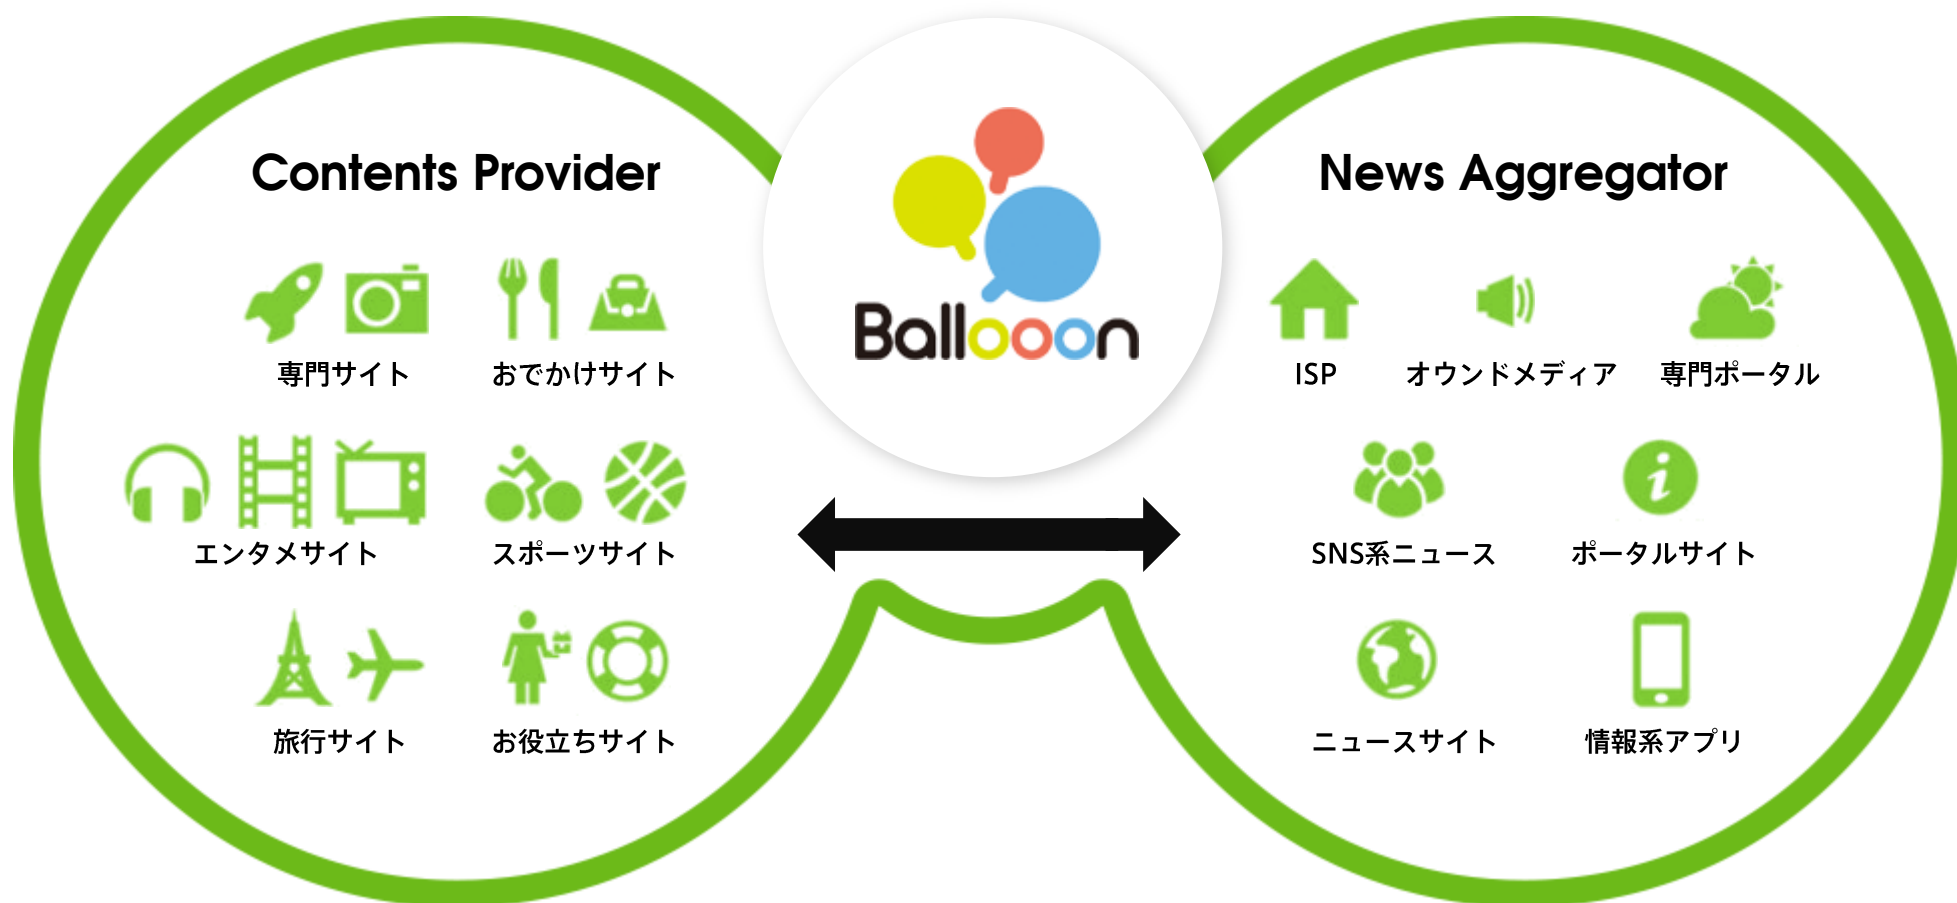 Contents Provider
専門サイト
おでかけサイト
エンタメサイト
スポーツサイト
旅行サイト
お役立ちサイト
Ballooon
News Aggregator
ISP
オウンドメディア
専門ポータル
SNS系ニュース
ポータルサイト
ニュースサイト
情報系アプリ